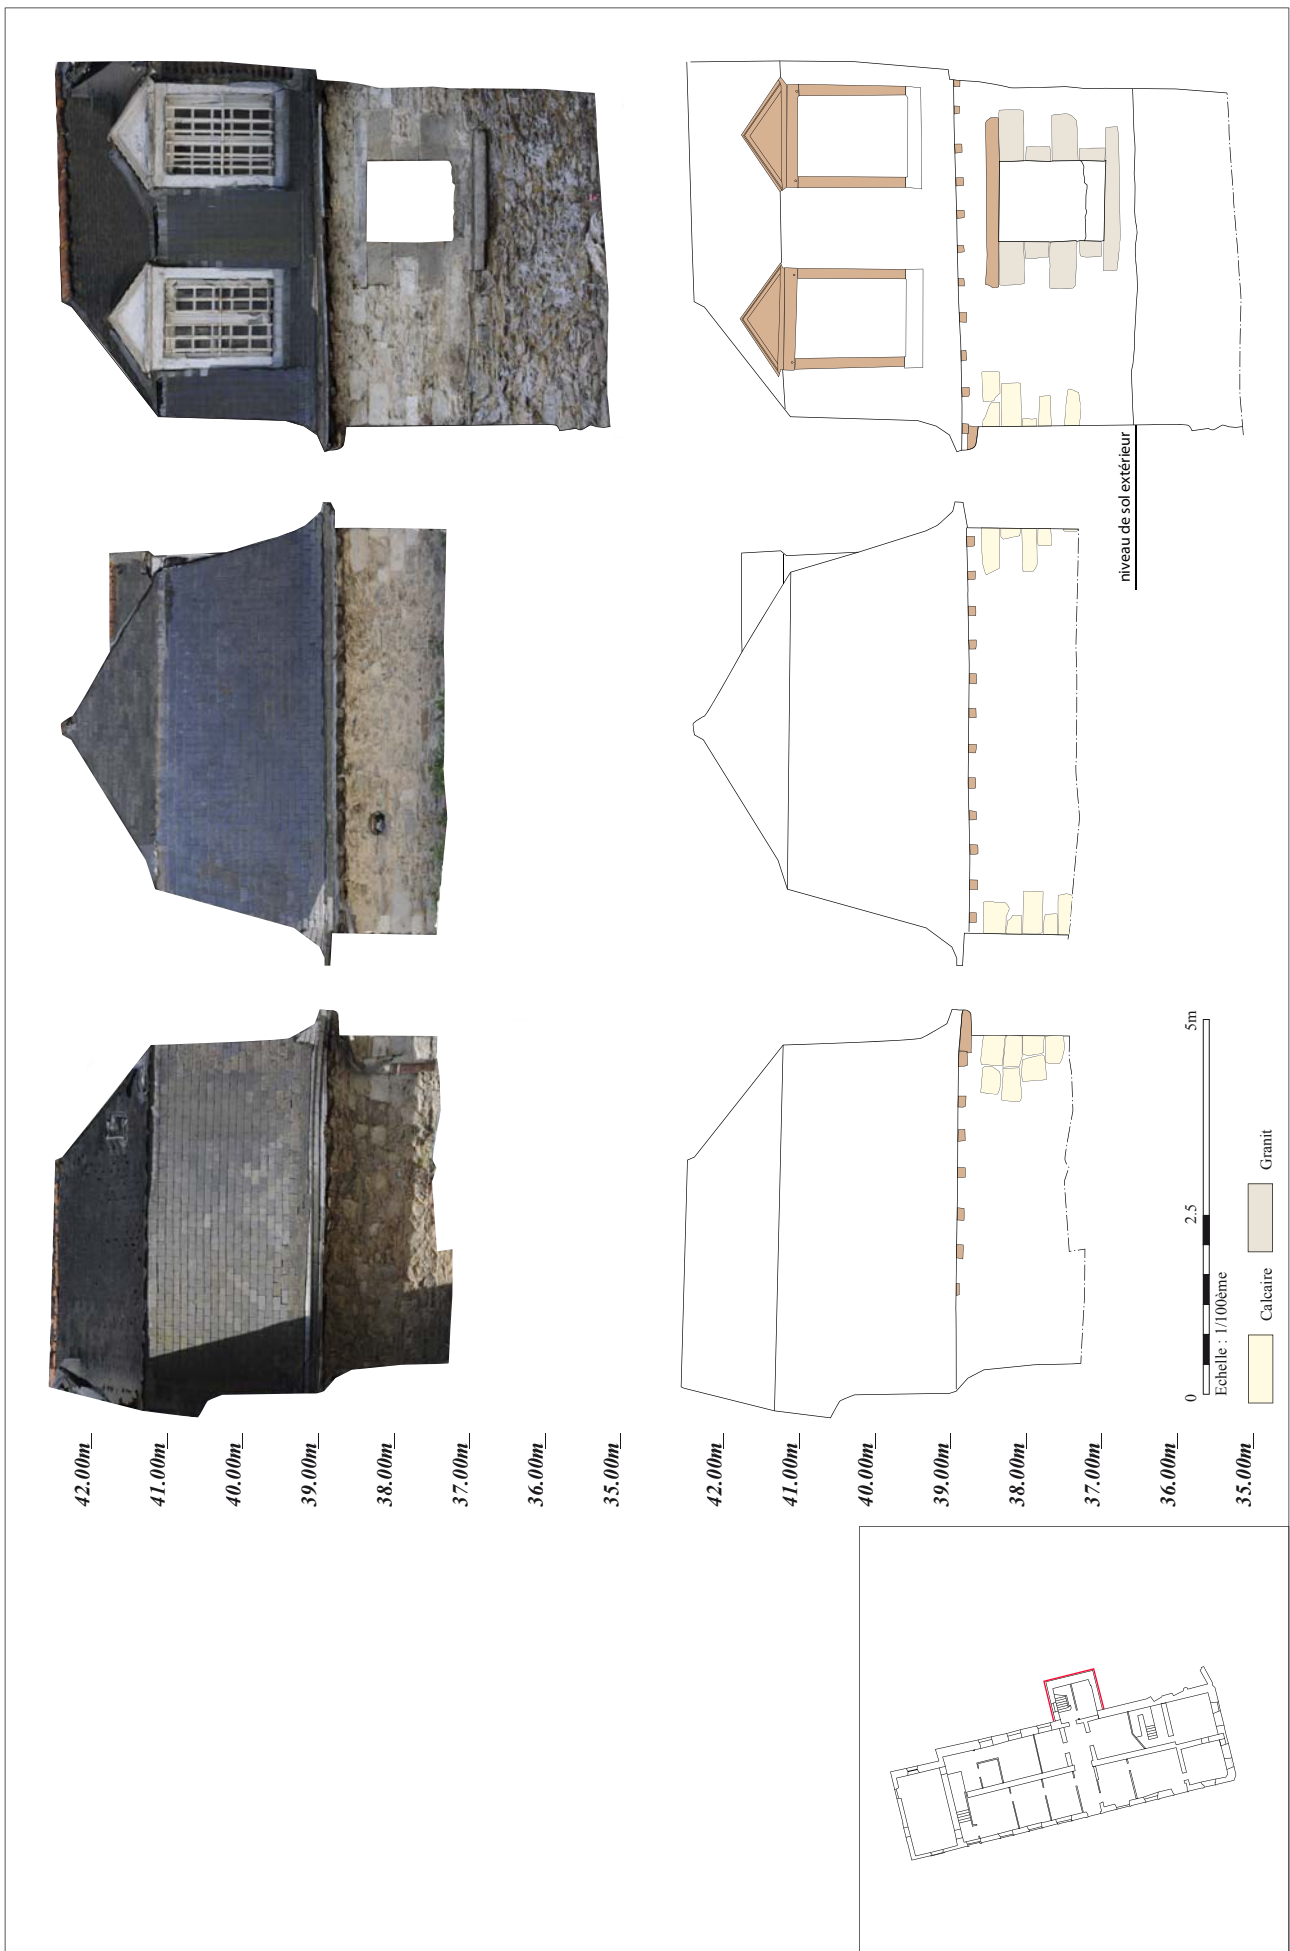 42.00m
41.00m
40.00m
39.00m
38.00m
37.00m
36.00m
35.00m
42.00m
41.00m
40.00m
39.00m
38.00m
37.00m
36.00m
35.00m
niveau de sol extérieur
0 2.5 5m
Echelle : 1/100ème
Calcaire Granit